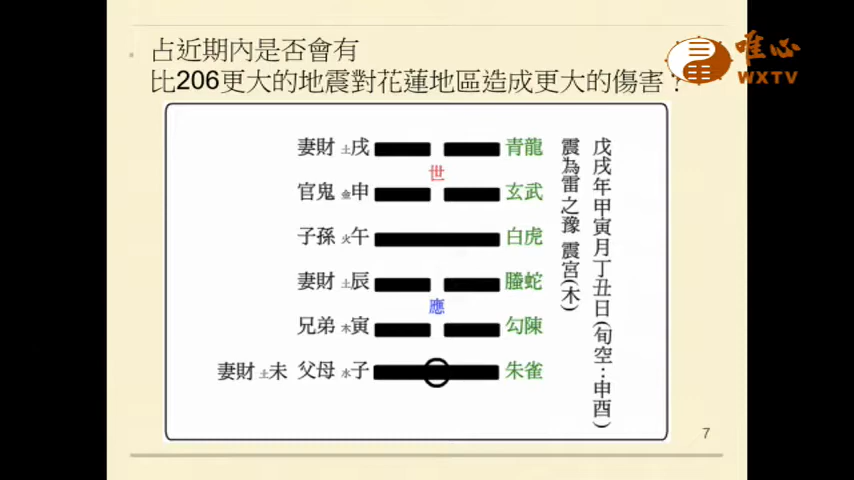 唯心
WXTV
占近期內是否會有
比206更大的地震對花蓮地區造成更大的傷害？
妻財 土戌 青龍
世
官鬼 金申 玄武
子孫 火午 白虎
妻財 土辰 螣蛇
應
兄弟 木寅 勾陳
妻財 土未 父母 水子 朱雀
戊戌年甲寅月丁丑日(旬空：申酉)
震為雷之豫 震宮(木)
7